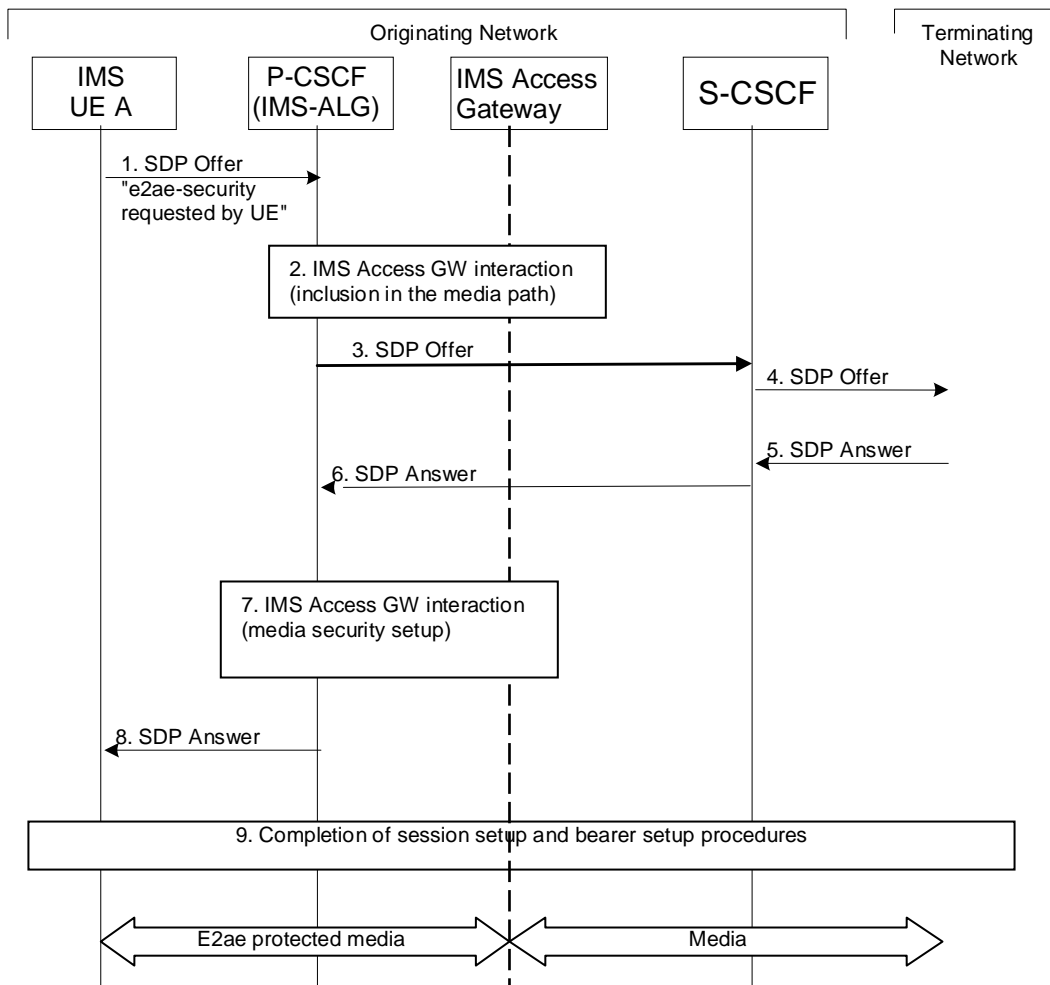 Originating Network
Terminating
Network
IMS
UE A
P-CSCF
(IMS-ALG)
IMS Access
Gateway
S-CSCF
1. SDP Offer
"e2ae-security
requested by UE"
2. IMS Access GW interaction
(inclusion in the media path)
3. SDP Offer
4. SDP Offer
5. SDP Answer
6. SDP Answer
7. IMS Access GW interaction
(media security setup)
8. SDP Answer
9. Completion of session setup and bearer setup procedures
E2ae protected media
Media